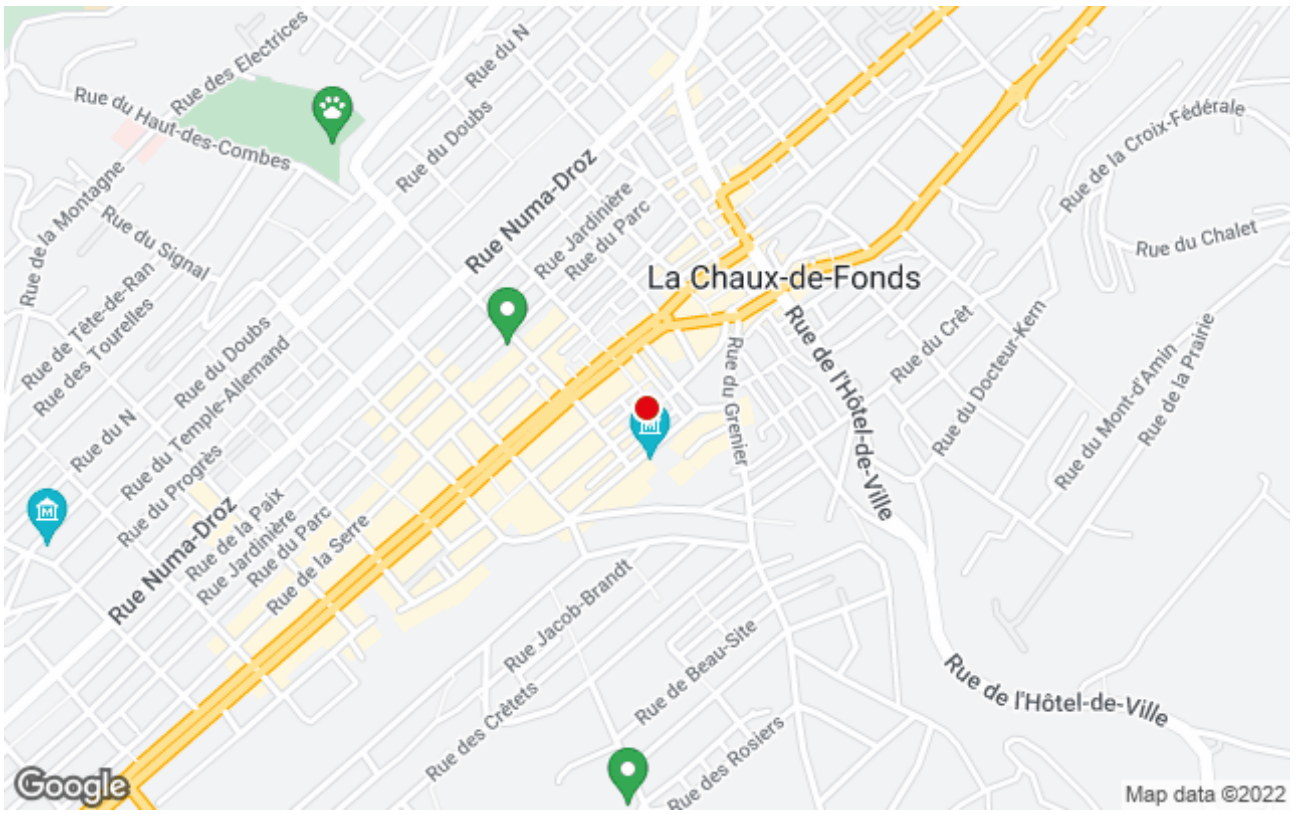 Rue des Electrices
Rue du N
Rue du Haut-des-Combes
Rue du Doubs
Rue de la Croix-Fédérale
Rue de la Montagne
Rue Numa-Droz
Rue Jardinière
Rue du Parc
Rue du Signal
Rue du Chalet
La Chaux-de-Fonds
Rue de Tête-de-Ran
Rue des Tourelles
Rue du Doubs
Rue du Temple-Allemand
Rue de l'Hôtel-de-Ville
Rue du Crêt
Rue du Docteur-Kern
Rue du Grenier
Rue du Mont-d'Amin
Rue de la Prairie
Rue du N
Rue du Progrès
M
Rue Numa-Droz
Rue de la Paix
Rue Jardinière
Rue du Parc
Rue de la Serre
Rue Jacob-Brandt
Rue de Beau-Site
Rue des Crêtets
Rue des Rosiers
Rue de l'Hôtel-de-Ville
Google
Map data ©2022